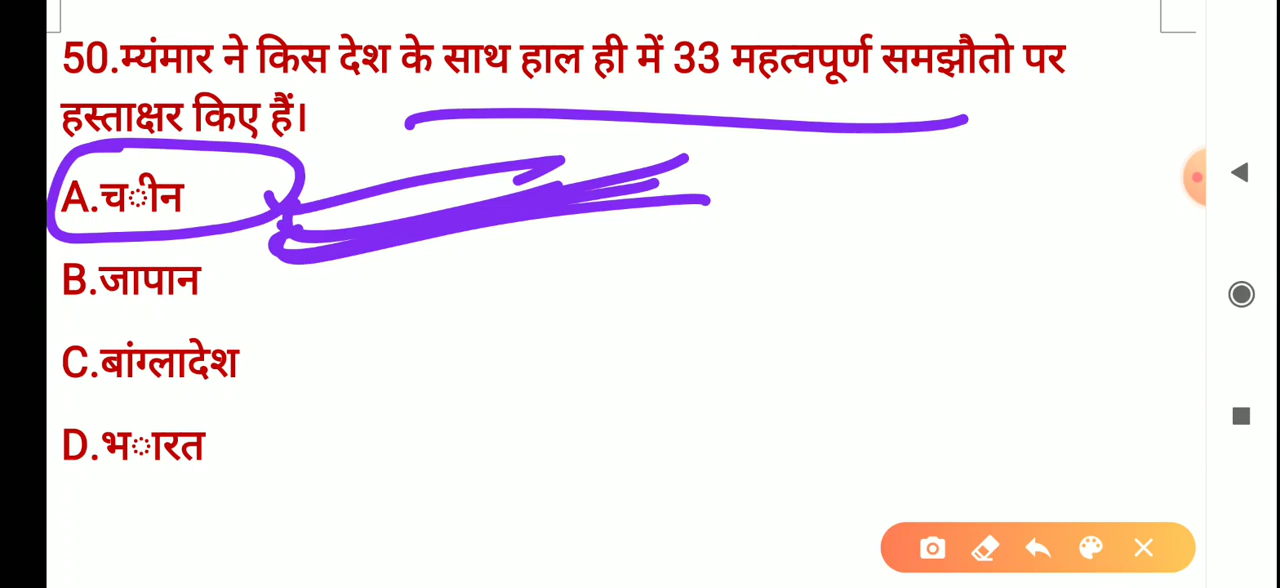 50.म्यंमार ने किस देश के साथ हाल ही में 33 महत्वपूर्ण समझौतो पर
हस्ताक्षर किए हैं।
A.च◌ीन
B.जापान
C.बांग्लादेश
D.भ◌ारत